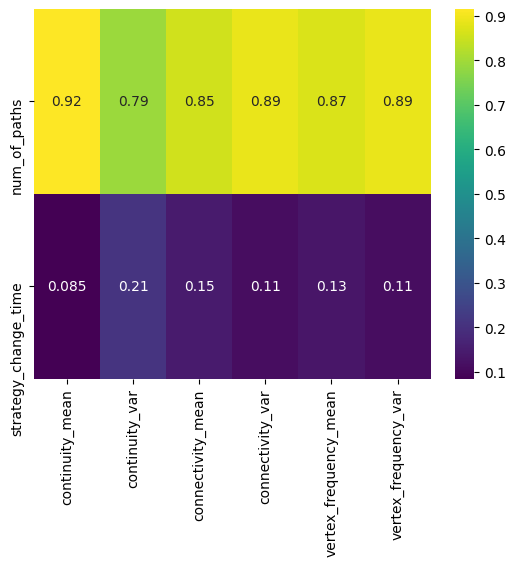 num_of_paths
0.92 0.79 0.85 0.89 0.87 0.89
strategy_change_time
0.085 0.21 0.15 0.11 0.13 0.11
continuity_mean
continuity_var
connectivity_mean
connectivity_var
vertex_frequency_mean
vertex_frequency_var
0.9
0.8
0.7
0.6
0.5
0.4
0.3
0.2
0.1